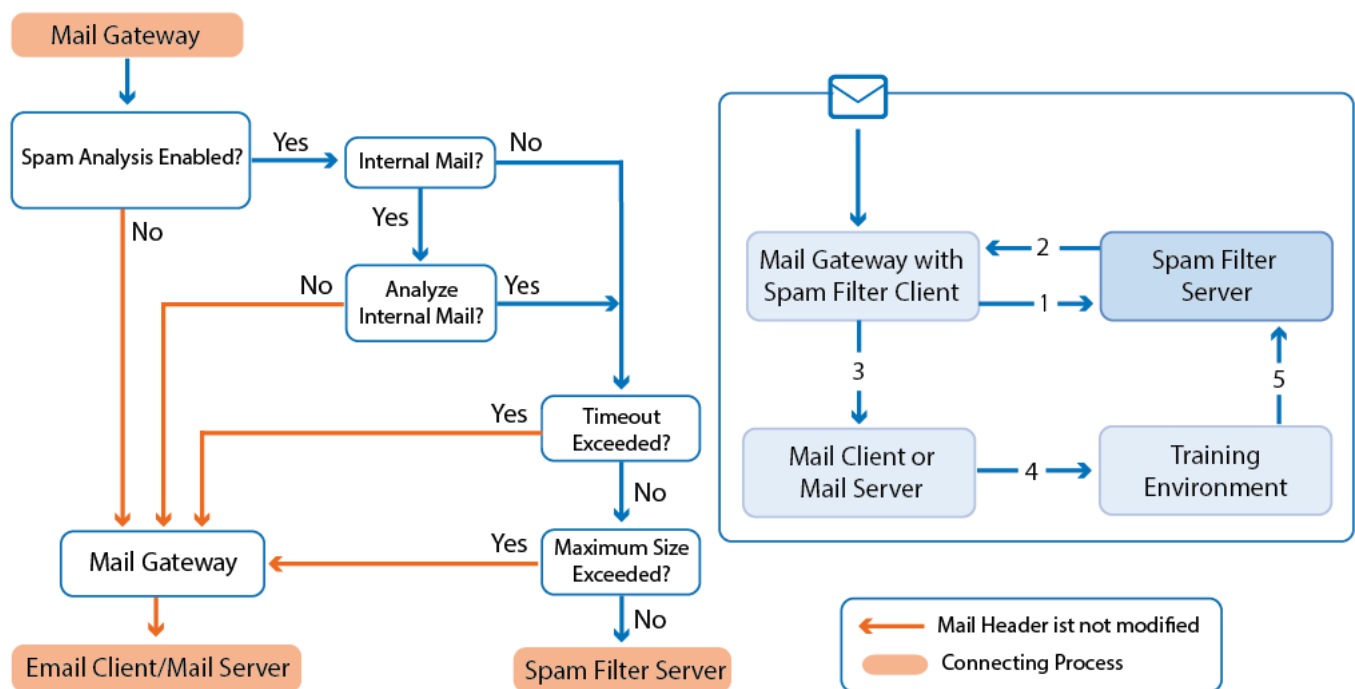 Mail Gateway
Spam Analysis Enabled?
Yes
Internal Mail?
No
No
Yes
No
Analyze
Internal Mail?
Yes
Yes
Timeout
Exceeded?
No
Mail Gateway
Yes
Maximum Size
Exceeded?
No
Email Client/Mail Server
Spam Filter Server
Mail Gateway with
Spam Filter Client
2
1
Spam Filter
Server
3
5
Mail Client or
Mail Server
4
Training
Environment
Mail Header ist not modified
Connecting Process